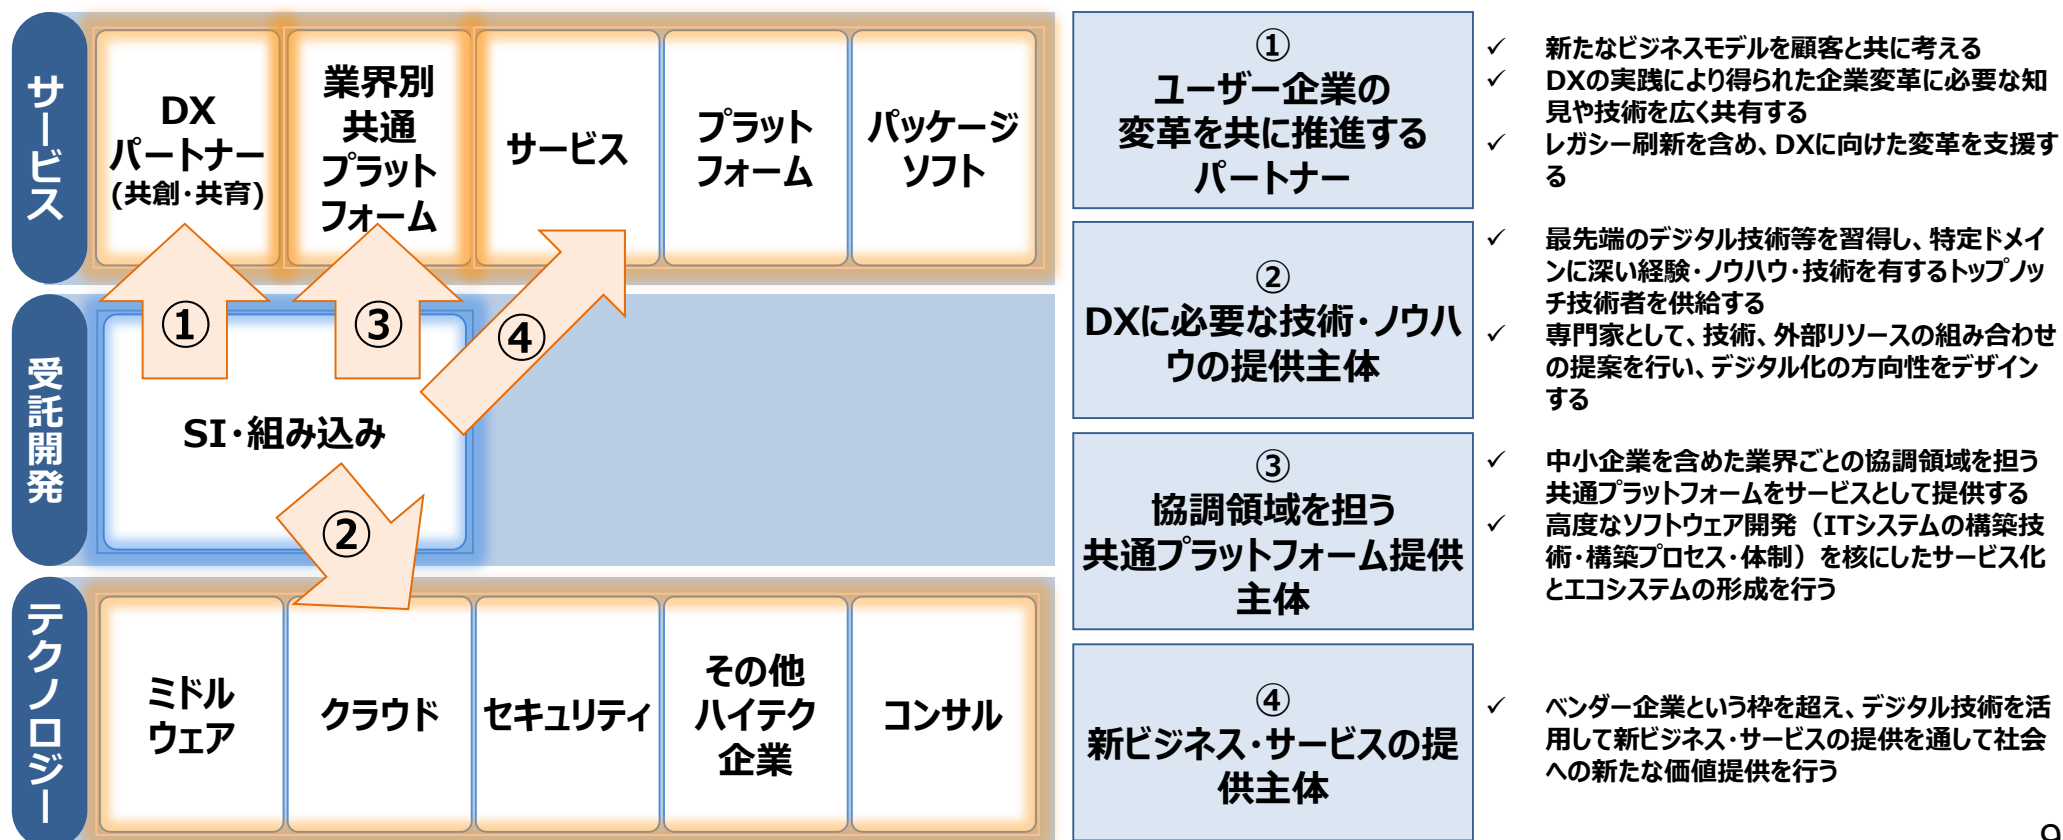 サービス
DX
パートナー
(共創・共育)
業界別
共通
プラット
フォーム
サービス
プラット
フォーム
パッケージ
ソフト
①
③
④
受託開発
SI・組み込み
②
テクノロジー
ミドル
ウェア
クラウド
セキュリティ
その他
ハイテク
企業
コンサル
①
ユーザー企業の
変革を共に推進する
パートナー
✓ 新たなビジネスモデルを顧客と共に考える
✓ DXの実践により得られた企業変革に必要な知
見や技術を広く共有する
✓ レガシー刷新を含め、DXに向けた変革を支援す
る
②
DXに必要な技術・ノウハ
ウの提供主体
✓ 最先端のデジタル技術等を習得し、特定ドメイ
ンに深い経験・ノウハウ・技術を有するトップノッ
チ技術者を供給する
✓ 専門家として、技術、外部リソースの組み合わせ
の提案を行い、デジタル化の方向性をデザイン
する
③
協調領域を担う
共通プラットフォーム提供
主体
✓ 中小企業を含めた業界ごとの協調領域を担う
共通プラットフォームをサービスとして提供する
✓ 高度なソフトウェア開発（ITシステムの構築技
術・構築プロセス・体制）を核にしたサービス化
とエコシステムの形成を行う
④
新ビジネス・サービスの提
供主体
✓ ベンダー企業という枠を超え、デジタル技術を活
用して新ビジネス・サービスの提供を通して社会
への新たな価値提供を行う
9